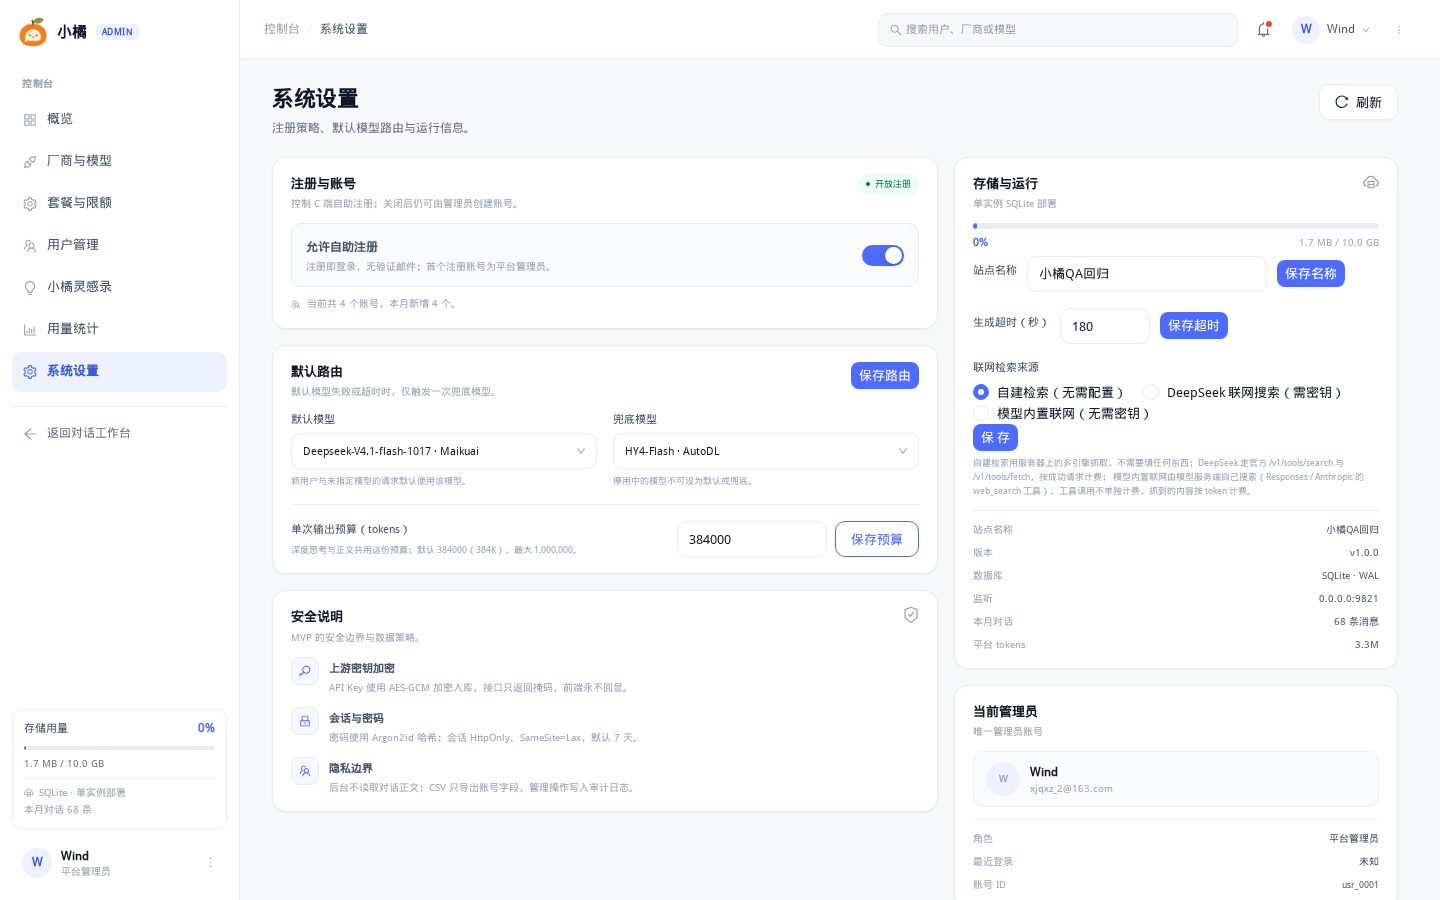 小橘 ADMIN
控制台
概览
厂商与模型
套餐与限额
用户管理
小橘灵感录
用量统计
系统设置
返回对话工作台
存储用量 0%
1.7 MB / 10.0 GB
SQLite · 单实例部署
本月对话 68 条
W Wind
平台管理员
控制台 / 系统设置
搜索用户、厂商或模型
W Wind
系统设置
注册策略、默认模型路由与运行信息。
刷新
注册与账号
开放注册
控制 C 端自助注册；关闭后仍可由管理员创建账号。
允许自助注册
注册即登录，无验证邮件；首个注册账号为平台管理员。
当前共 4 个账号，本月新增 4 个。
默认路由
保存路由
默认模型失败或超时时，仅触发一次兜底模型。
默认模型 兜底模型
Deepseek-V4.1-flash-1017 · Maikuai HY4-Flash · AutoDL
新用户与未指定模型的请求默认使用该模型。 停用中的模型不可设为默认或兜底。
单次输出预算（tokens）
深度思考与正文共用这份预算；默认 384000（384K），最大 1,000,000。
384000 保存预算
安全说明
MVP 的安全边界与数据策略。
上游密钥加密
API Key 使用 AES-GCM 加密入库，接口只返回掩码，前端永不回显。
会话与密码
密码使用 Argon2id 哈希；会话 HttpOnly、SameSite=Lax，默认 7 天。
隐私边界
后台不读取对话正文；CSV 只导出账号字段，管理操作写入审计日志。
存储与运行
单实例 SQLite 部署
0% 1.7 MB / 10.0 GB
站点名称 小橘QA回归 保存名称
生成超时（秒） 180 保存超时
联网检索来源
自建检索（无需配置） DeepSeek 联网搜索（需密钥）
模型内置联网（无需密钥）
保 存
自建检索用服务器上的多引擎抓取，不需要填任何东西；DeepSeek 走官方 /v1/tools/search 与
/v1/tools/fetch，按成功请求计费； 模型内置联网由模型服务端自己搜索（Responses / Anthropic 的
web_search 工具），工具调用不单独计费，抓到的内容按 token 计费。
站点名称 小橘QA回归
版本 v1.0.0
数据库 SQLite · WAL
监听 0.0.0.0:9821
本月对话 68 条消息
平台 tokens 3.3M
当前管理员
唯一管理员账号
W Wind
xjqxz_2@163.com
角色 平台管理员
最近登录 未知
账号 ID usr_0001